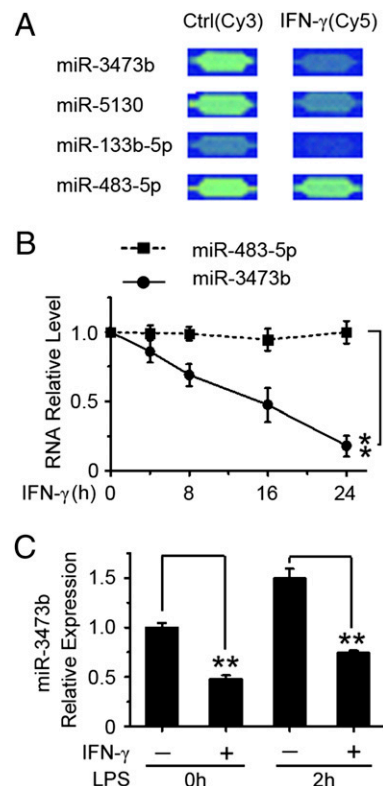 A
Ctrl(Cy3) IFN-γ(Cy5)
miR-3473b
miR-5130
miR-133b-5p
miR-483-5p
B
miR-483-5p
miR-3473b
RNA Relative Level
1.0
0.5
0
IFN-γ(h) 0 8 16 24
**
C
miR-3473b
Relative Expression
1.5
1.0
0.5
0.0
** **
IFN-γ − + − +
LPS 0h 2h